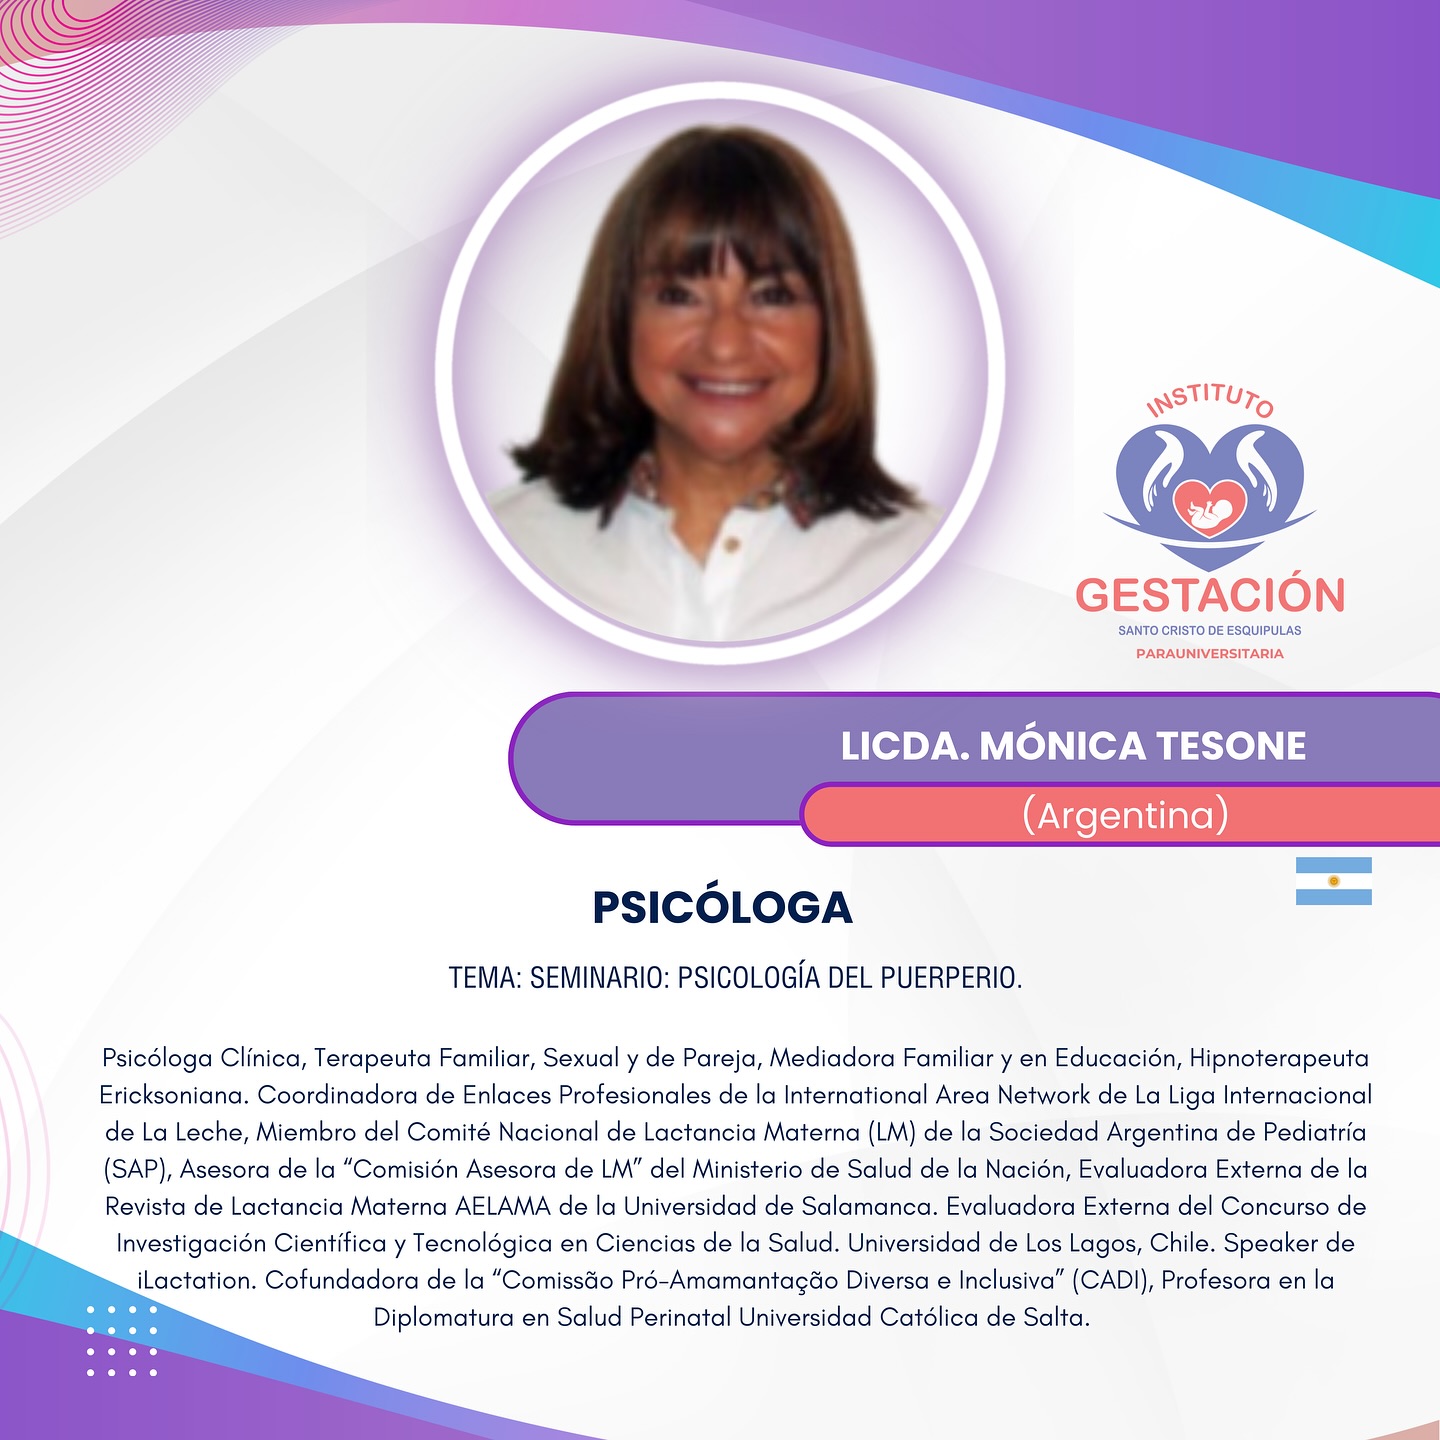 INSTITUTO
GESTACIÓN
SANTO CRISTO DE ESQUIPULAS
PARAUNIVERSITARIA
LICDA. MÓNICA TESONE
(Argentina)
PSICÓLOGA
TEMA: SEMINARIO: PSICOLOGÍA DEL PUERPERIO.
Psicóloga Clínica, Terapeuta Familiar, Sexual y de Pareja, Mediadora Familiar y en Educación, Hipnoterapeuta
Ericksoniana. Coordinadora de Enlaces Profesionales de la International Area Network de La Liga Internacional
de La Leche, Miembro del Comité Nacional de Lactancia Materna (LM) de la Sociedad Argentina de Pediatría
(SAP), Asesora de la “Comisión Asesora de LM” del Ministerio de Salud de la Nación, Evaluadora Externa de la
Revista de Lactancia Materna AELAMA de la Universidad de Salamanca. Evaluadora Externa del Concurso de
Investigación Científica y Tecnológica en Ciencias de la Salud. Universidad de Los Lagos, Chile. Speaker de
iLactation. Cofundadora de la “Comissão Pró-Amamantação Diversa e Inclusiva” (CADI), Profesora en la
Diplomatura en Salud Perinatal Universidad Católica de Salta.